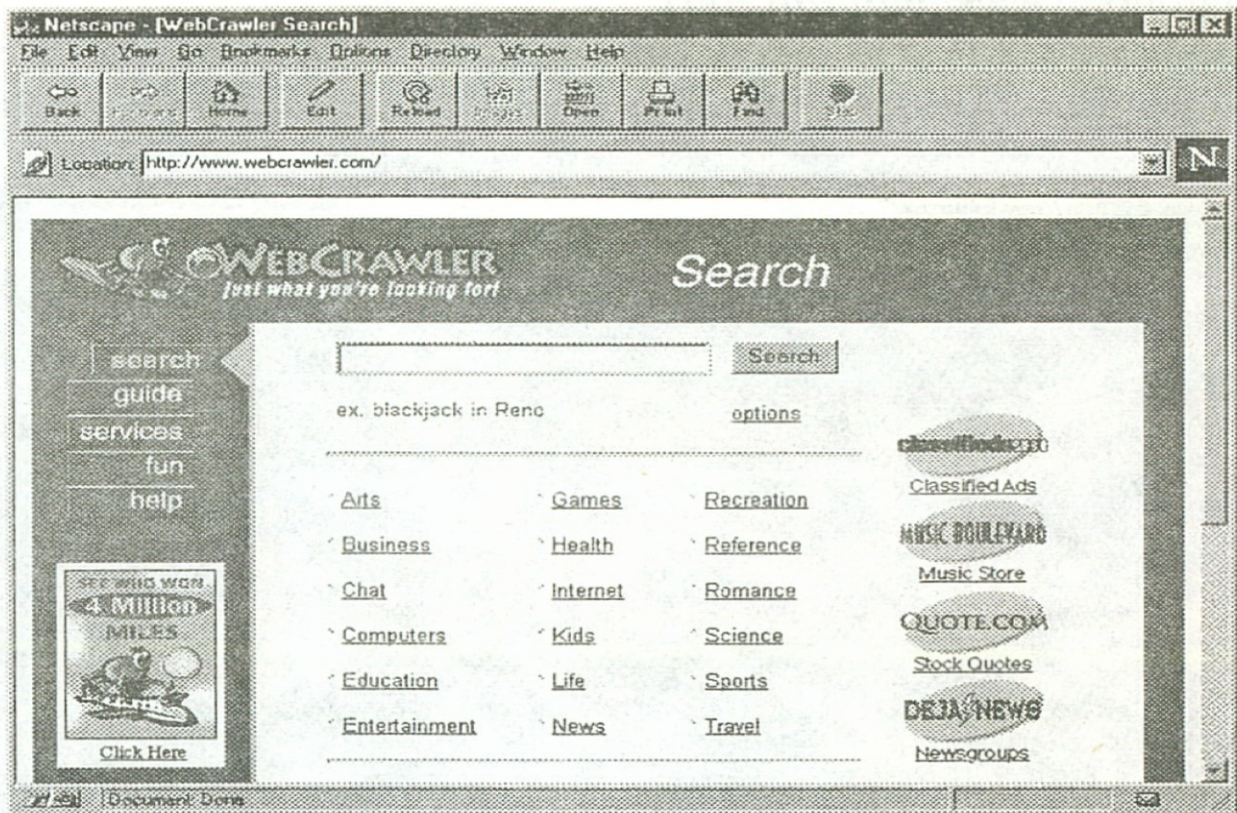 Netscape - [WebCrawler Search]
File Edit View Go Bookmarks Options Directory Window Help
Back Forward Home Edit Reload Images Open Print Find Stop
Location: http://www.webcrawler.com/
N
WEBCRAWLER
just what you're looking for!
Search
search
guide
services
fun
help
Search
ex. blackjack in Reno
options
Arts Games Recreation
Business Health Reference
Chat Internet Romance
Computers Kids Science
Education Life Sports
Entertainment News Travel
Classified Ads
MUSIC BOULEVARD
Music Store
QUOTE.COM
Stock Quotes
DEJA NEWS
Newsgroups
SEE WHO WON
4 Million
MILES
Click Here
Document: Done